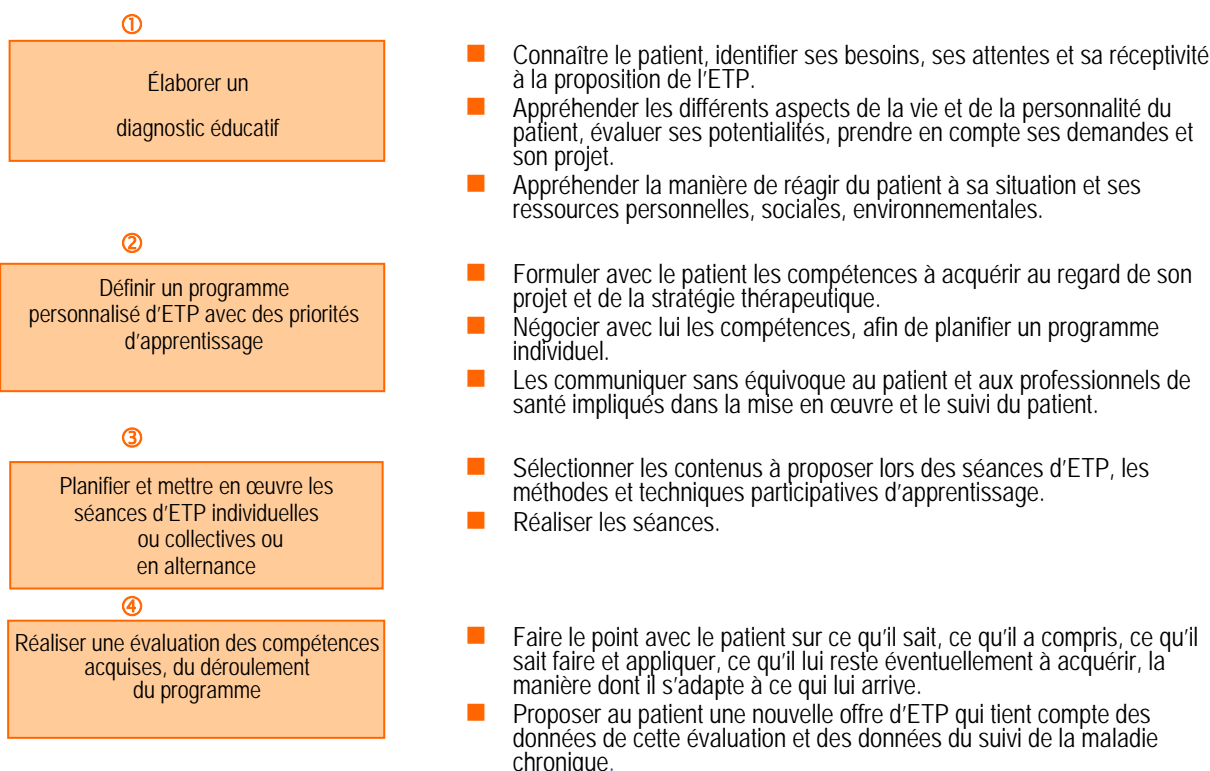 ①
Élaborer un
diagnostic éducatif
■ Connaître le patient, identifier ses besoins, ses attentes et sa réceptivité
à la proposition de l'ETP.
■ Appréhender les différents aspects de la vie et de la personnalité du
patient, évaluer ses potentialités, prendre en compte ses demandes et
son projet.
■ Appréhender la manière de réagir du patient à sa situation et ses
ressources personnelles, sociales, environnementales.
②
Définir un programme
personnalisé d'ETP avec des priorités
d'apprentissage
■ Formuler avec le patient les compétences à acquérir au regard de son
projet et de la stratégie thérapeutique.
■ Négocier avec lui les compétences, afin de planifier un programme
individuel.
■ Les communiquer sans équivoque au patient et aux professionnels de
santé impliqués dans la mise en œuvre et le suivi du patient.
③
Planifier et mettre en œuvre les
séances d'ETP individuelles
ou collectives ou
en alternance
■ Sélectionner les contenus à proposer lors des séances d'ETP, les
méthodes et techniques participatives d'apprentissage.
■ Réaliser les séances.
④
Réaliser une évaluation des compétences
acquises, du déroulement
du programme
■ Faire le point avec le patient sur ce qu'il sait, ce qu'il a compris, ce qu'il
sait faire et appliquer, ce qu'il lui reste éventuellement à acquérir, la
manière dont il s'adapte à ce qui lui arrive.
■ Proposer au patient une nouvelle offre d'ETP qui tient compte des
données de cette évaluation et des données du suivi de la maladie
chronique.